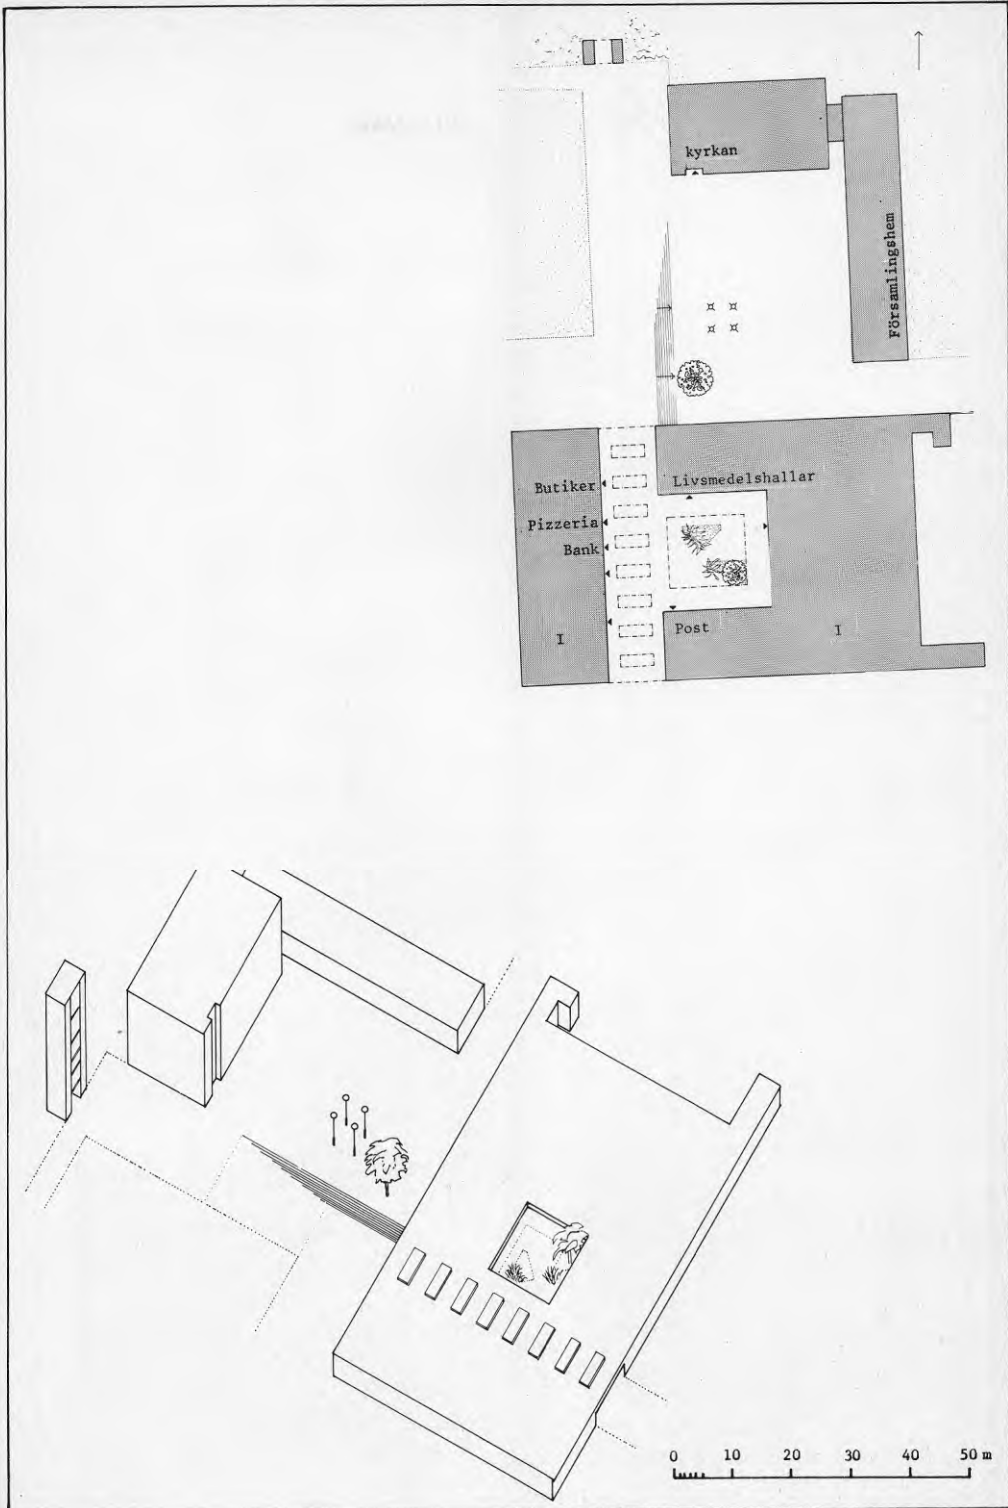 kyrkan
Församlingshem
Butiker
Livsmedelshallar
Pizzeria
Bank
I
Post
I
0 10 20 30 40 50 m